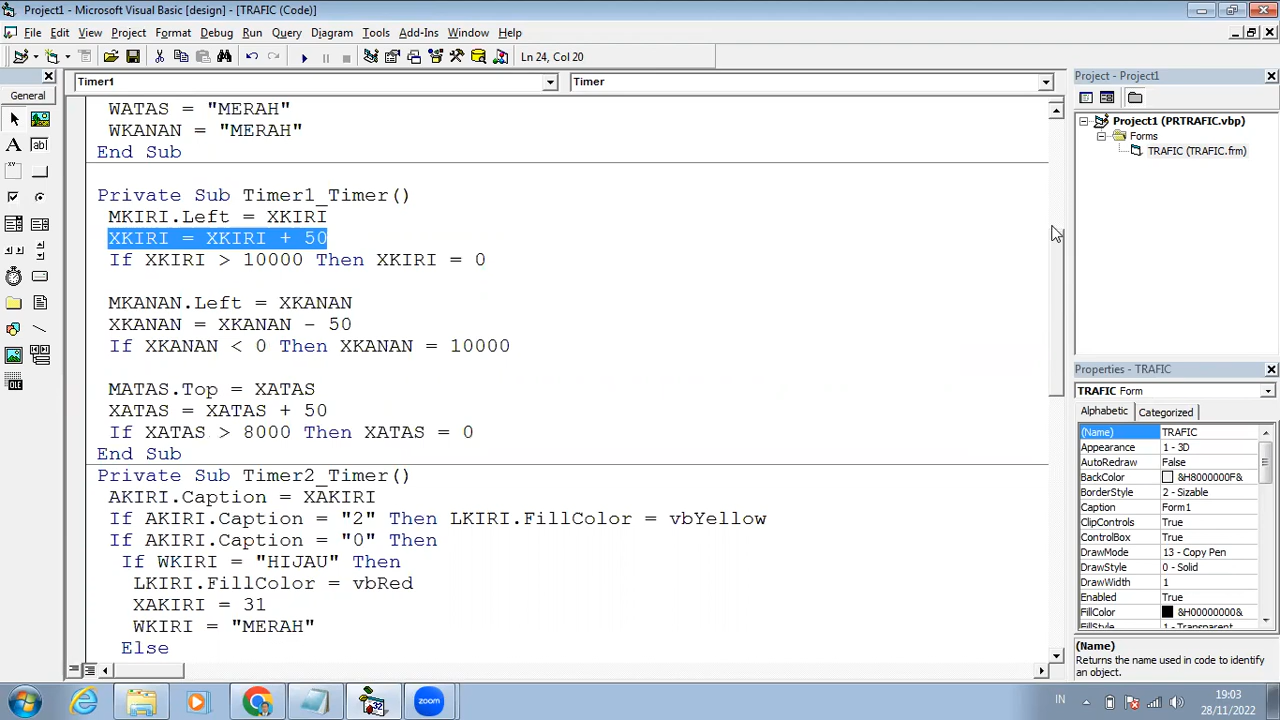 Project1 - Microsoft Visual Basic [design] - [TRAFIC (Code)]
File Edit View Project Format Debug Run Query Diagram Tools Add-Ins Window Help
Ln 24, Col 20
General
Timer1
Timer
WATAS = "MERAH"
WKANAN = "MERAH"
End Sub
Private Sub Timer1_Timer()
MKIRI.Left = XKIRI
XKIRI = XKIRI + 50
If XKIRI > 10000 Then XKIRI = 0
MKANAN.Left = XKANAN
XKANAN = XKANAN - 50
If XKANAN < 0 Then XKANAN = 10000
MATAS.Top = XATAS
XATAS = XATAS + 50
If XATAS > 8000 Then XATAS = 0
End Sub
Private Sub Timer2_Timer()
AKIRI.Caption = XAKIRI
If AKIRI.Caption = "2" Then LKIRI.FillColor = vbYellow
If AKIRI.Caption = "0" Then
If WKIRI = "HIJAU" Then
LKIRI.FillColor = vbRed
XAKIRI = 31
WKIRI = "MERAH"
Else
Project - Project1
Project1 (PRTRAFIC.vbp)
Forms
TRAFIC (TRAFIC.frm)
Properties - TRAFIC
TRAFIC Form
Alphabetic Categorized
(Name) TRAFIC
Appearance 1 - 3D
AutoRedraw False
BackColor &H8000000F&
BorderStyle 2 - Sizable
Caption Form1
ClipControls True
ControlBox True
DrawMode 13 - Copy Pen
DrawStyle 0 - Solid
DrawWidth 1
Enabled True
FillColor &H00000000&
FillStyle 1 - Transparent
(Name)
Returns the name used in code to identify
an object.
zoom
IN
19:03
28/11/2022